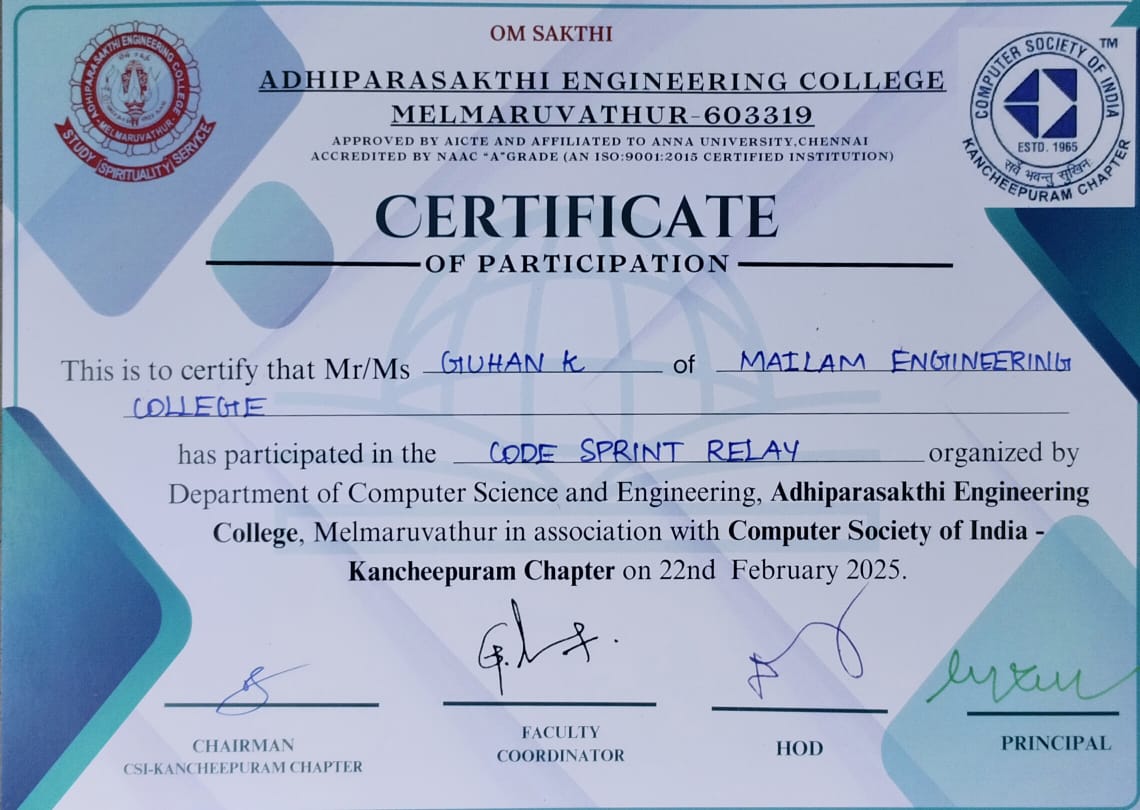 OM SAKTHI
ADHIPARASAKTHI ENGINEERING COLLEGE
MELMARUVATHUR-603319
APPROVED BY AICTE AND AFFILIATED TO ANNA UNIVERSITY,CHENNAI
ACCREDITED BY NAAC "A"GRADE (AN ISO:9001:2015 CERTIFIED INSTITUTION)
ADHIPARASAKTHI ENGINEERING COLLEGE
MELMARUVATHUR
STUDY SPIRITUALITY SERVICE
COMPUTER SOCIETY OF INDIA TM
ESTD. 1965
सर्वे भवन्तु सुखिनः
KANCHEEPURAM CHAPTER
CERTIFICATE
OF PARTICIPATION
This is to certify that Mr/Ms GUHAN K of MAILAM ENGINEERING
COLLEGE
has participated in the CODE SPRINT RELAY organized by
Department of Computer Science and Engineering, Adhiparasakthi Engineering
College, Melmaruvathur in association with Computer Society of India -
Kancheepuram Chapter on 22nd February 2025.
CHAIRMAN
CSI-KANCHEEPURAM CHAPTER
FACULTY
COORDINATOR
HOD
PRINCIPAL